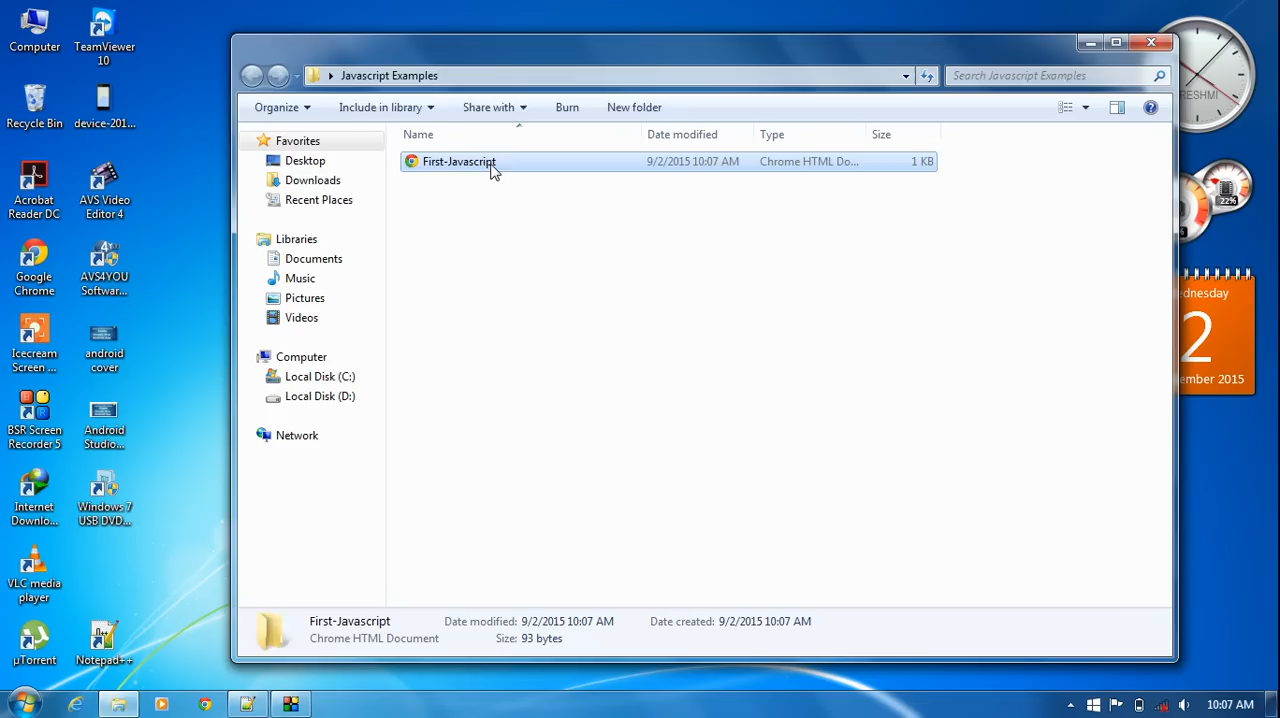 Computer
TeamViewer
10
Recycle Bin
device-201...
Acrobat
Reader DC
AVS Video
Editor 4
Google
Chrome
AVS4YOU
Softwar...
Icecream
Screen ...
android
cover
BSR Screen
Recorder 5
Android
Studio...
Internet
Downlo...
Windows 7
USB DVD...
VLC media
player
µTorrent
Notepad++
Javascript Examples
Search Javascript Examples
Organize
Include in library
Share with
Burn
New folder
Name
Date modified
Type
Size
First-Javascript
9/2/2015 10:07 AM
Chrome HTML Do...
1 KB
Favorites
Desktop
Downloads
Recent Places
Libraries
Documents
Music
Pictures
Videos
Computer
Local Disk (C:)
Local Disk (D:)
Network
First-Javascript
Date modified: 9/2/2015 10:07 AM
Date created: 9/2/2015 10:07 AM
Chrome HTML Document
Size: 93 bytes
RESHMI
22%
6
dnesday
2
ember 2015
10:07 AM